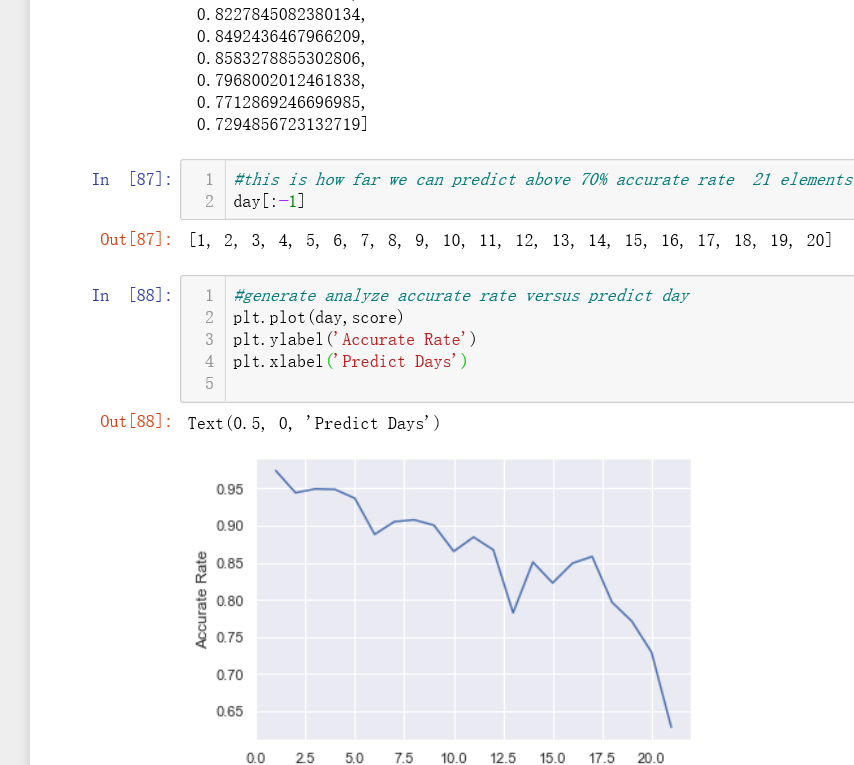 0.8227845082380134,
0.8492436467966209,
0.8583278855302806,
0.7968002012461838,
0.7712869246696985,
0.7294856723132719]
In [87]:
1 #this is how far we can predict above 70% accurate rate 21 elements
2 day[:-1]
Out[87]: [1, 2, 3, 4, 5, 6, 7, 8, 9, 10, 11, 12, 13, 14, 15, 16, 17, 18, 19, 20]
In [88]:
1 #generate analyze accurate rate versus predict day
2 plt.plot(day,score)
3 plt.ylabel('Accurate Rate')
4 plt.xlabel('Predict Days')
5
Out[88]: Text(0.5, 0, 'Predict Days')
Accurate Rate
0.95
0.90
0.85
0.80
0.75
0.70
0.65
0.0 2.5 5.0 7.5 10.0 12.5 15.0 17.5 20.0